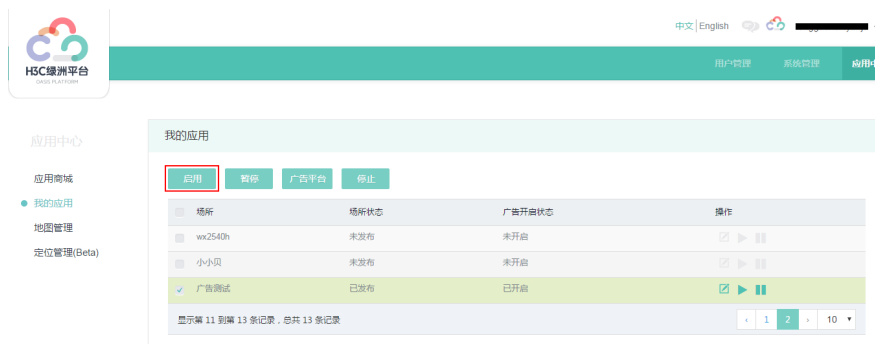 中文 English
H3C绿洲平台
OASIS PLATFORM
用户管理 系统管理 应用中
应用中心
我的应用
应用商城
我的应用
地图管理
定位管理(Beta)
启用 暂停 广告平台 停止
场所 场所状态 广告开启状态 操作
wx2540h 未发布 未开启
小小贝 未发布 未开启
广告测试 已发布 已开启
显示第 11 到第 13 条记录，总共 13 条记录
‹ 1 2 › 10